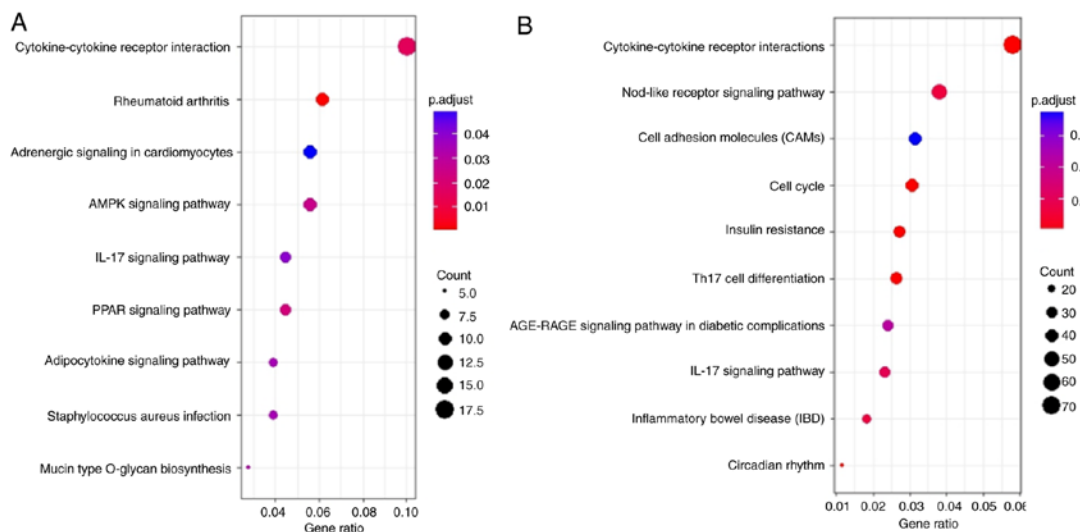 A
Cytokine-cytokine receptor interaction
Rheumatoid arthritis
Adrenergic signaling in cardiomyocytes
AMPK signaling pathway
IL-17 signaling pathway
PPAR signaling pathway
Adipocytokine signaling pathway
Staphylococcus aureus infection
Mucin type O-glycan biosynthesis
0.04 0.06 0.08 0.10
Gene ratio
p.adjust
0.04
0.03
0.02
0.01
Count
5.0
7.5
10.0
12.5
15.0
17.5
B
Cytokine-cytokine receptor interactions
Nod-like receptor signaling pathway
Cell adhesion molecules (CAMs)
Cell cycle
Insulin resistance
Th17 cell differentiation
AGE-RAGE signaling pathway in diabetic complications
IL-17 signaling pathway
Inflammatory bowel disease (IBD)
Circadian rhythm
0.01 0.02 0.03 0.04 0.05
Gene ratio
p.adjust
Count
20
30
40
50
60
70